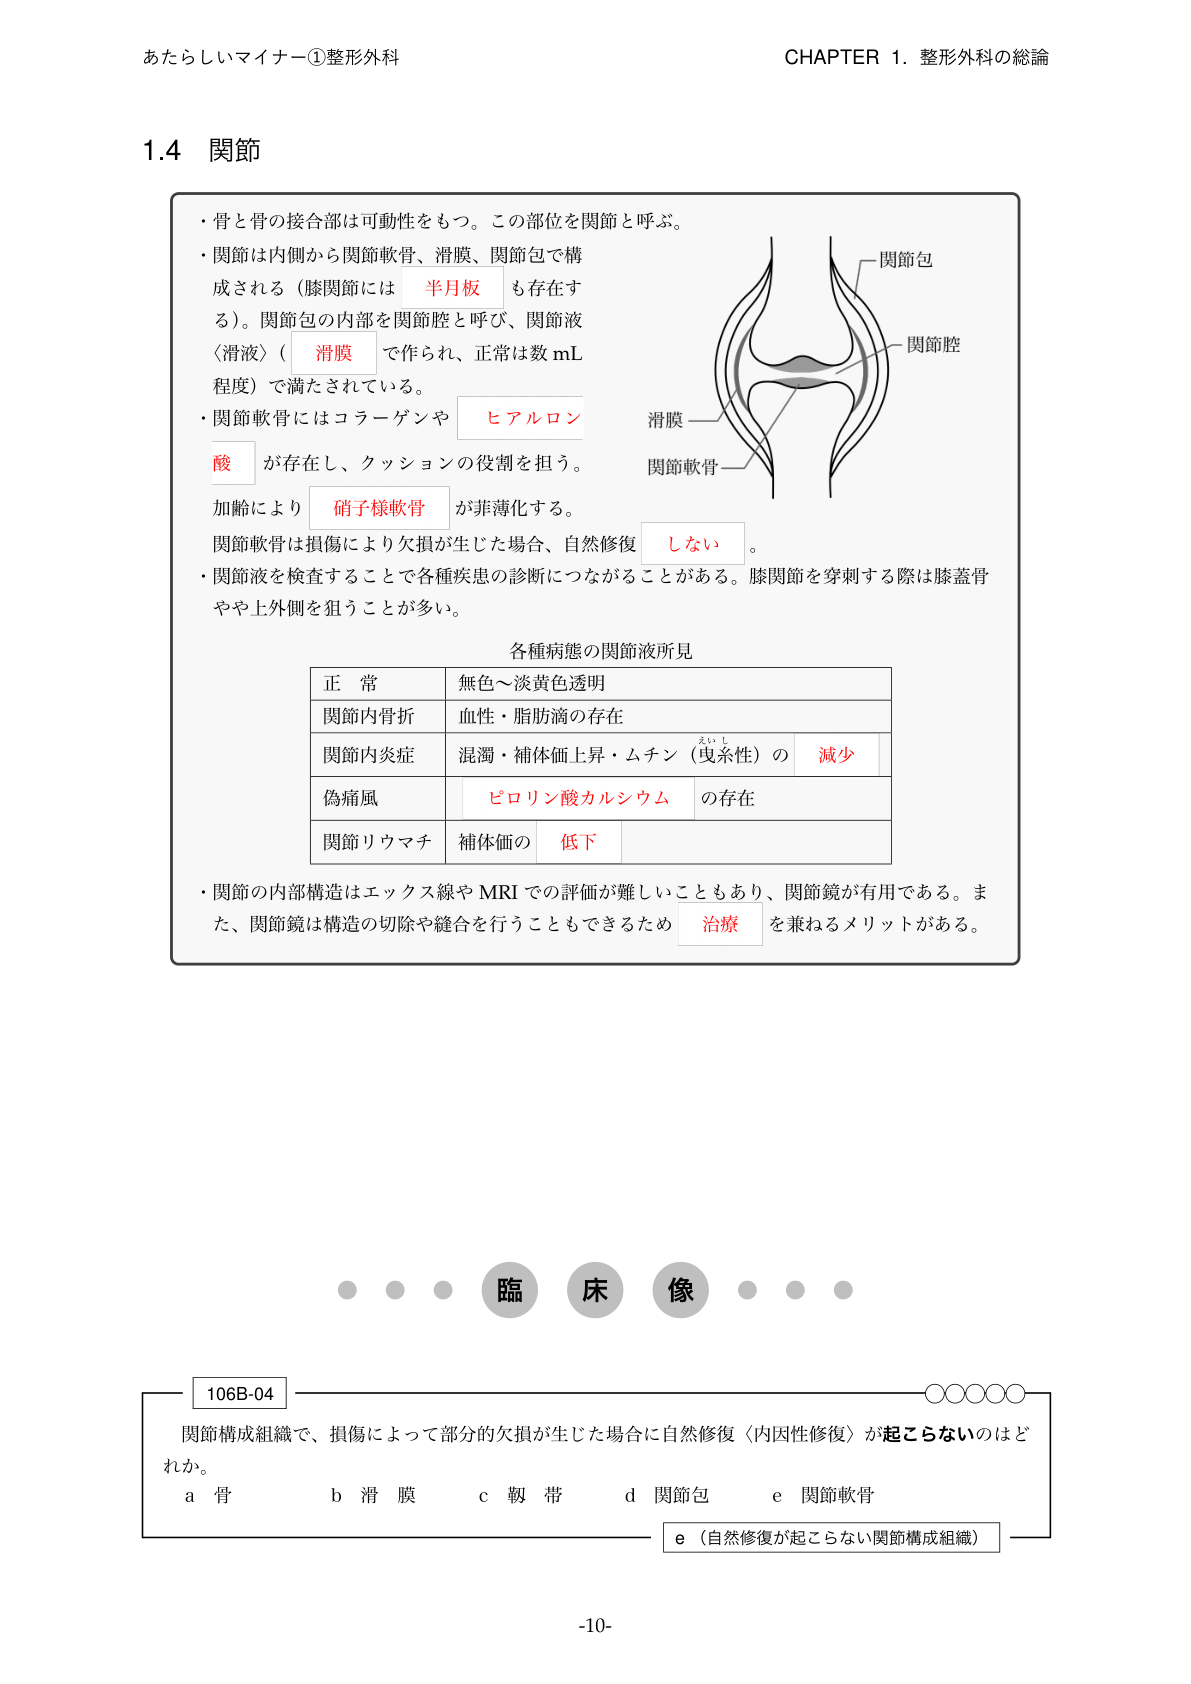 あたらしいマイナー①整形外科
CHAPTER 1. 整形外科の総論
1.4 関節
・骨と骨の接合部は可動性をもつ。この部位を関節と呼ぶ。
・関節は内側から関節軟骨、滑膜、関節包で構
成される（膝関節には 半月板 も存在す
る）。関節包の内部を関節腔と呼び、関節液
〈滑液〉（ 滑膜 で作られ、正常は数 mL
程度）で満たされている。
・関節軟骨にはコラーゲンや ヒアルロン
酸 が存在し、クッションの役割を担う。
加齢により 硝子様軟骨 が菲薄化する。
関節軟骨は損傷により欠損が生じた場合、自然修復 しない 。
関節包
関節腔
滑膜
関節軟骨
・関節液を検査することで各種疾患の診断につながることがある。膝関節を穿刺する際は膝蓋骨
やや上外側を狙うことが多い。
各種病態の関節液所見
正 常 無色～淡黄色透明
関節内骨折 血性・脂肪滴の存在
えいし
関節内炎症 混濁・補体価上昇・ムチン（曳糸性）の 減少
偽痛風 ピロリン酸カルシウム の存在
関節リウマチ 補体価の 低下
・関節の内部構造はエックス線や MRI での評価が難しいこともあり、関節鏡が有用である。ま
た、関節鏡は構造の切除や縫合を行うこともできるため 治療 を兼ねるメリットがある。
臨 床 像
106B-04
関節構成組織で、損傷によって部分的欠損が生じた場合に自然修復〈内因性修復〉が起こらないのはど
れか。
a 骨 b 滑 膜 c 靱 帯 d 関節包 e 関節軟骨
e （自然修復が起こらない関節構成組織）
-10-